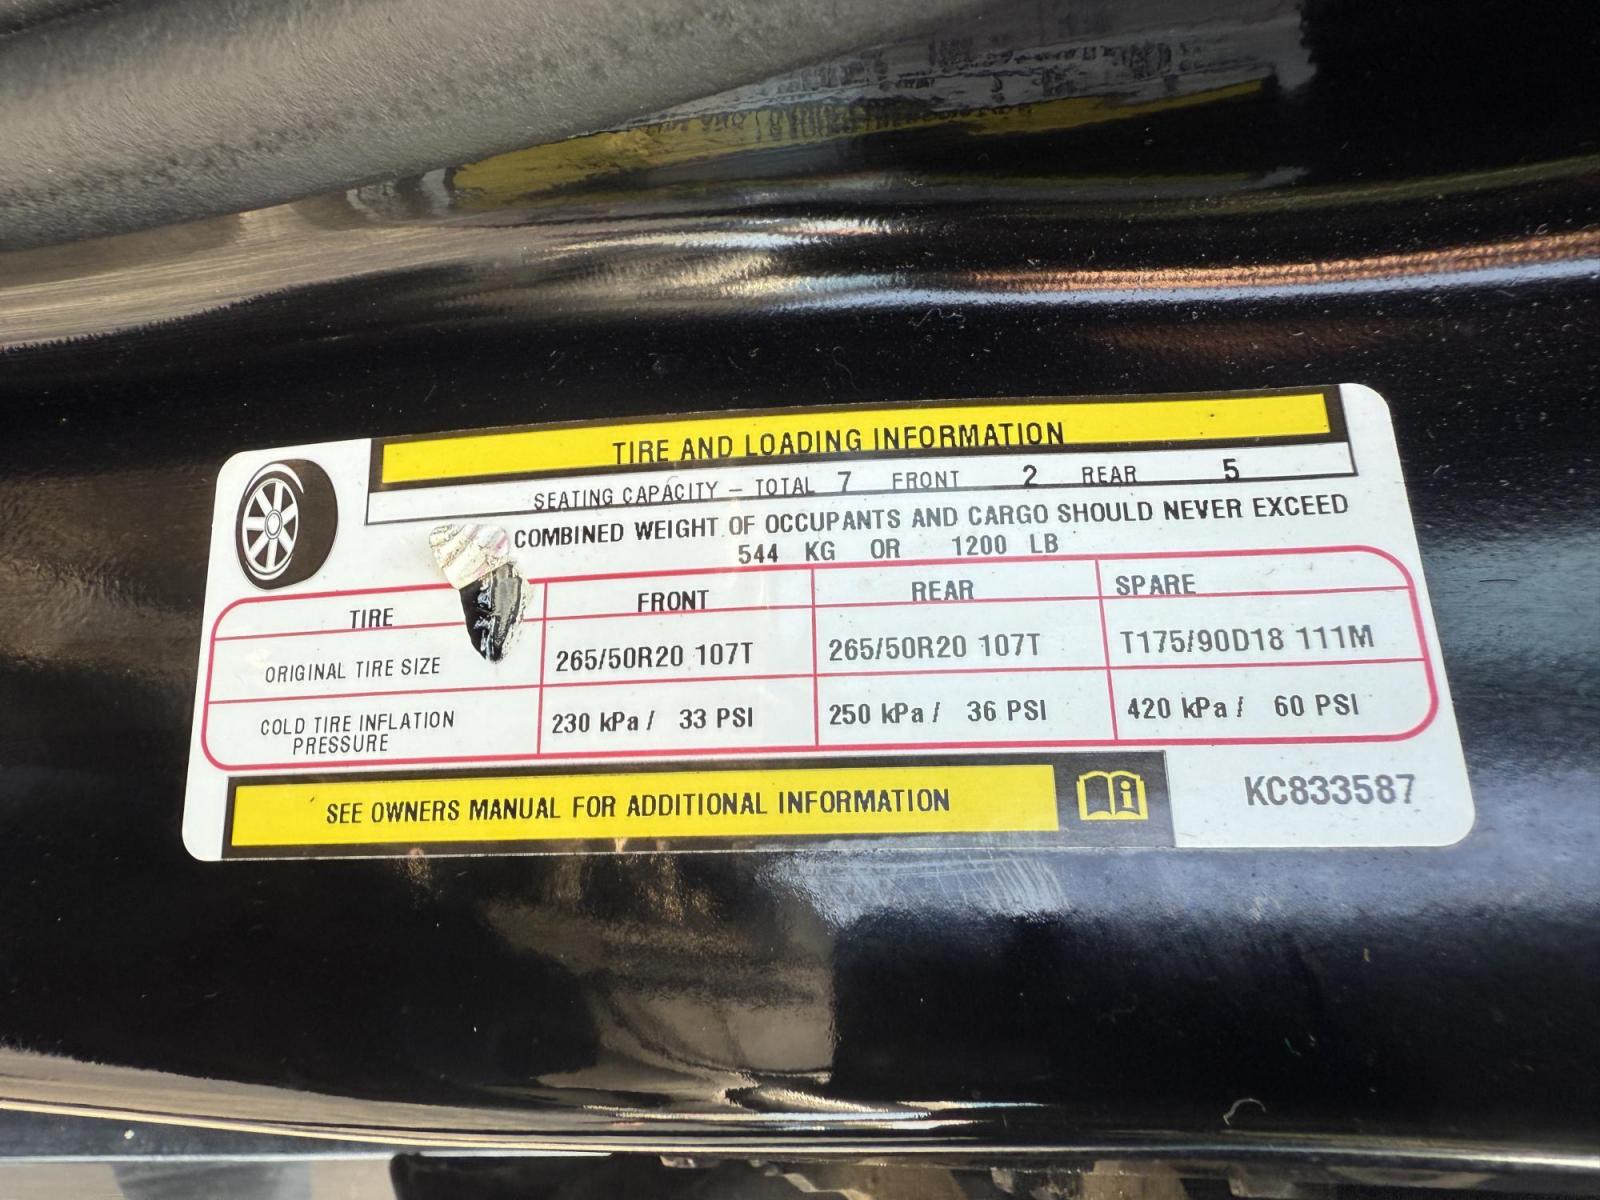 TIRE AND LOADING INFORMATION
SEATING CAPACITY – TOTAL 7 FRONT 2 REAR 5
COMBINED WEIGHT OF OCCUPANTS AND CARGO SHOULD NEVER EXCEED
544 KG OR 1200 LB
TIRE FRONT REAR SPARE
ORIGINAL TIRE SIZE 265/50R20 107T 265/50R20 107T T175/90D18 111M
COLD TIRE INFLATION PRESSURE 230 kPa / 33 PSI 250 kPa / 36 PSI 420 kPa / 60 PSI
SEE OWNERS MANUAL FOR ADDITIONAL INFORMATION
KC833587